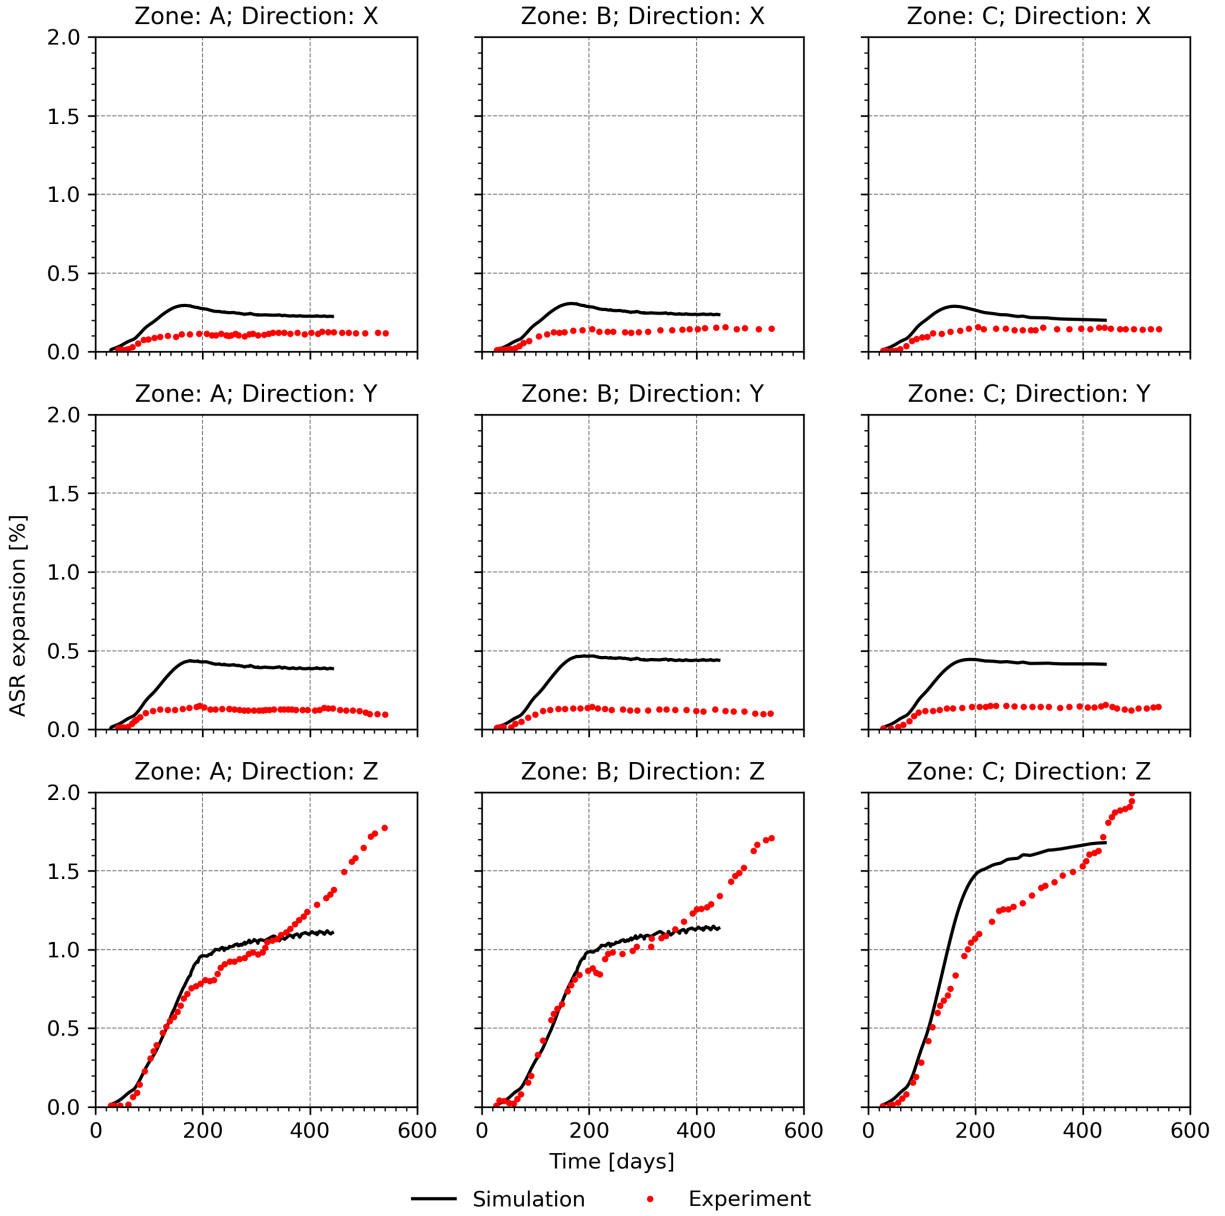 Zone: A; Direction: X
Zone: B; Direction: X
Zone: C; Direction: X
2.0
1.5
1.0
0.5
0.0
Zone: A; Direction: Y
Zone: B; Direction: Y
Zone: C; Direction: Y
2.0
1.5
1.0
0.5
0.0
ASR expansion [%]
Zone: A; Direction: Z
Zone: B; Direction: Z
Zone: C; Direction: Z
2.0
1.5
1.0
0.5
0.0
0 200 400 600
0 200 400 600
0 200 400 600
Time [days]
Simulation
Experiment